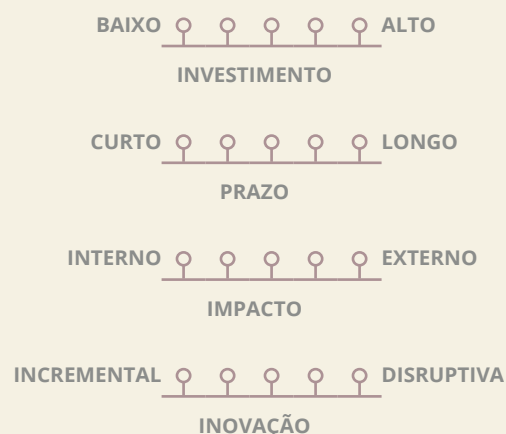 BAIXO ALTO
INVESTIMENTO
CURTO LONGO
PRAZO
INTERNO EXTERNO
IMPACTO
INCREMENTAL DISRUPTIVA
INOVAÇÃO